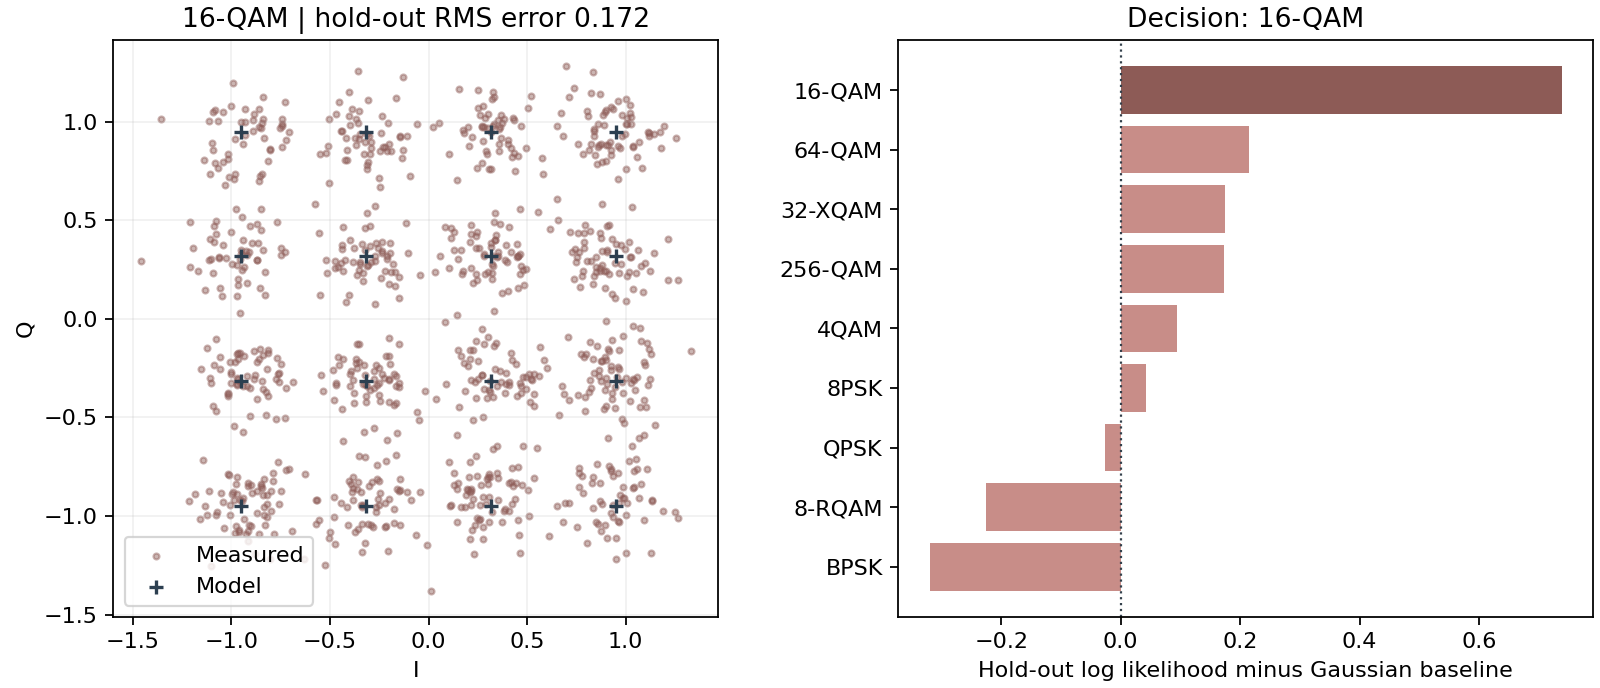 16-QAM | hold-out RMS error 0.172
1.0
0.5
0.0
−0.5
−1.0
−1.5
Q
Measured
Model
−1.5
−1.0
−0.5
0.0
0.5
1.0
I
Decision: 16-QAM
16-QAM
64-QAM
32-XQAM
256-QAM
4QAM
8PSK
QPSK
8-RQAM
BPSK
−0.2
0.0
0.2
0.4
0.6
Hold-out log likelihood minus Gaussian baseline